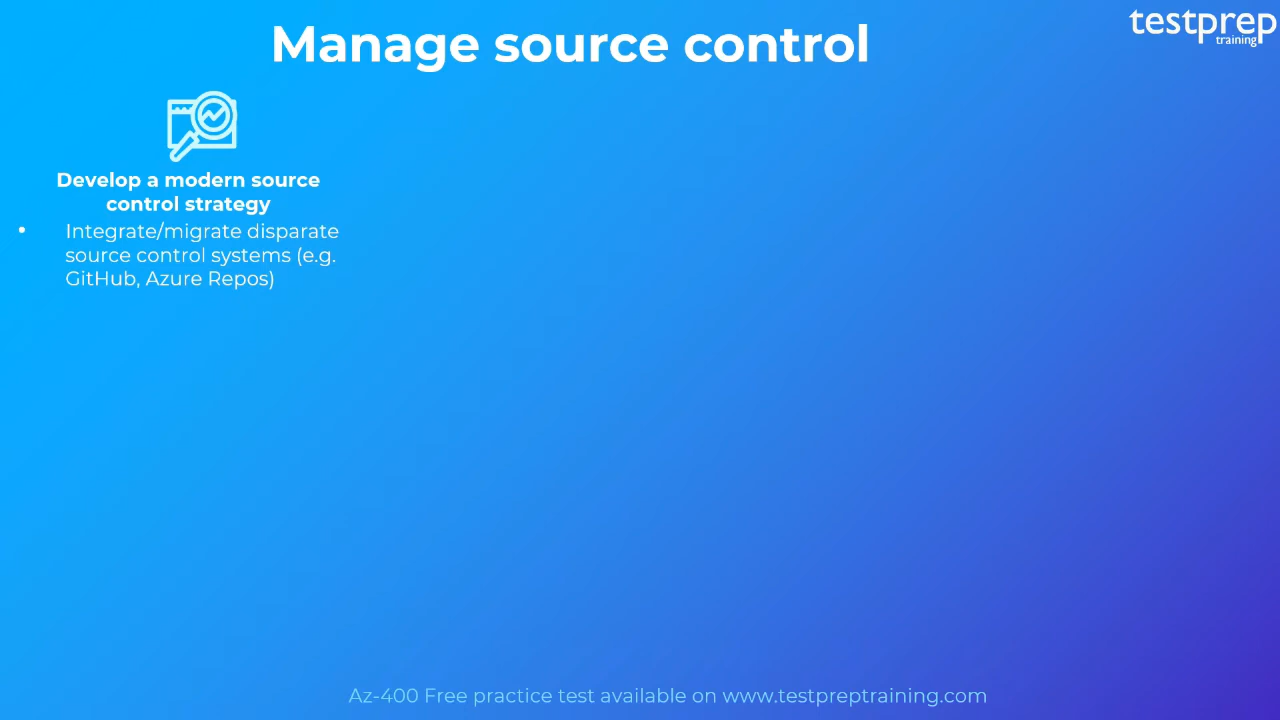 Manage source control
testprep
training
Develop a modern source
control strategy
• Integrate/migrate disparate
source control systems (e.g.
GitHub, Azure Repos)
Az-400 Free practice test available on www.testpreptraining.com